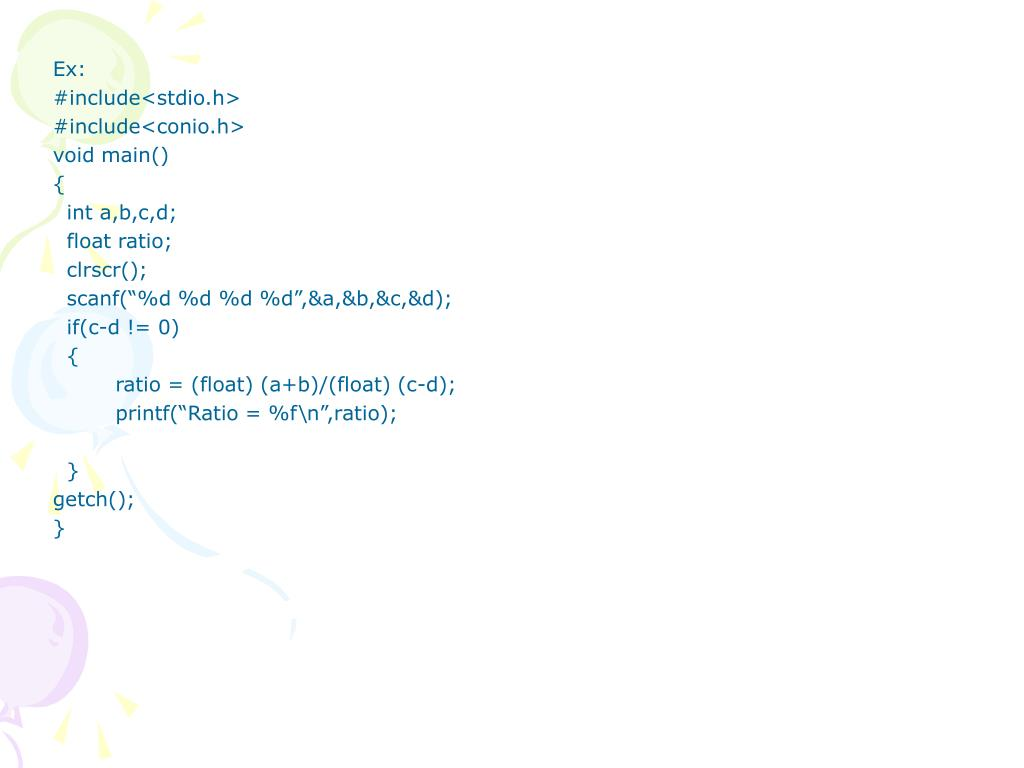 Ex:
#include<stdio.h>
#include<conio.h>
void main()
{
int a,b,c,d;
float ratio;
clrscr();
scanf(“%d %d %d %d”,&a,&b,&c,&d);
if(c-d != 0)
{
ratio = (float) (a+b)/(float) (c-d);
printf(“Ratio = %f\n”,ratio);
}
getch();
}